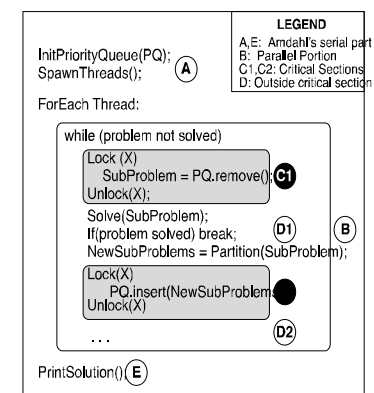 LEGEND
A,E: Amdahl's serial part
B: Parallel Portion
C1,C2: Critical Sections
D: Outside critical section
InitPriorityQueue(PQ);
SpawnThreads();
A
ForEach Thread:
while (problem not solved)
Lock (X)
SubProblem = PQ.remove();
C1
Unlock(X);
Solve(SubProblem);
If(problem solved) break;
D1
B
NewSubProblems = Partition(SubProblem);
Lock(X)
PQ.insert(NewSubProblems
Unlock(X)
. . .
D2
PrintSolution();
E